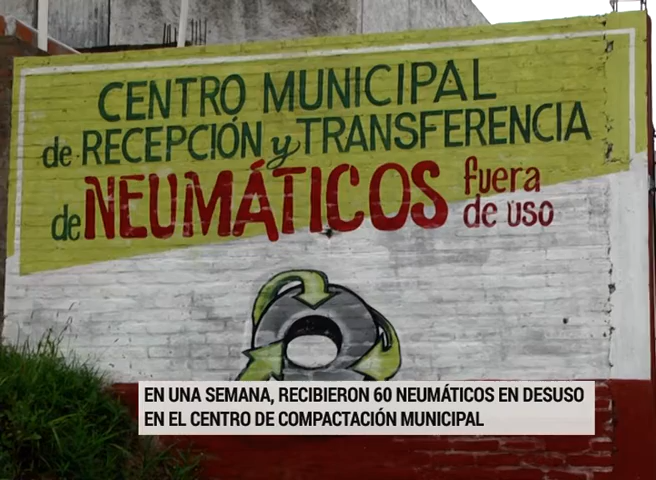 CENTRO MUNICIPAL
de RECEPCIÓN y TRANSFERENCIA
de NEUMÁTICOS fuera
de uso
EN UNA SEMANA, RECIBIERON 60 NEUMÁTICOS EN DESUSO
EN EL CENTRO DE COMPACTACIÓN MUNICIPAL